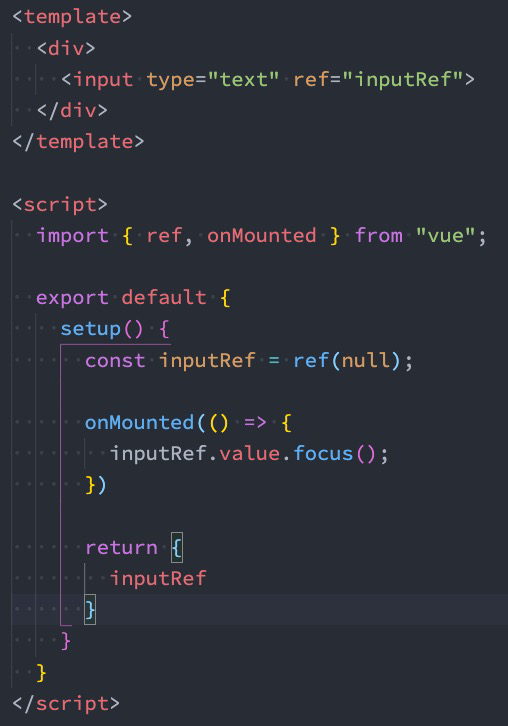 <template>
  <div>
    <input type="text" ref="inputRef">
  </div>
</template>

<script>
  import { ref, onMounted } from "vue";

  export default {
    setup() {
      const inputRef = ref(null);

      onMounted(() => {
        inputRef.value.focus();
      })

      return {
        inputRef
      }
    }
  }
</script>